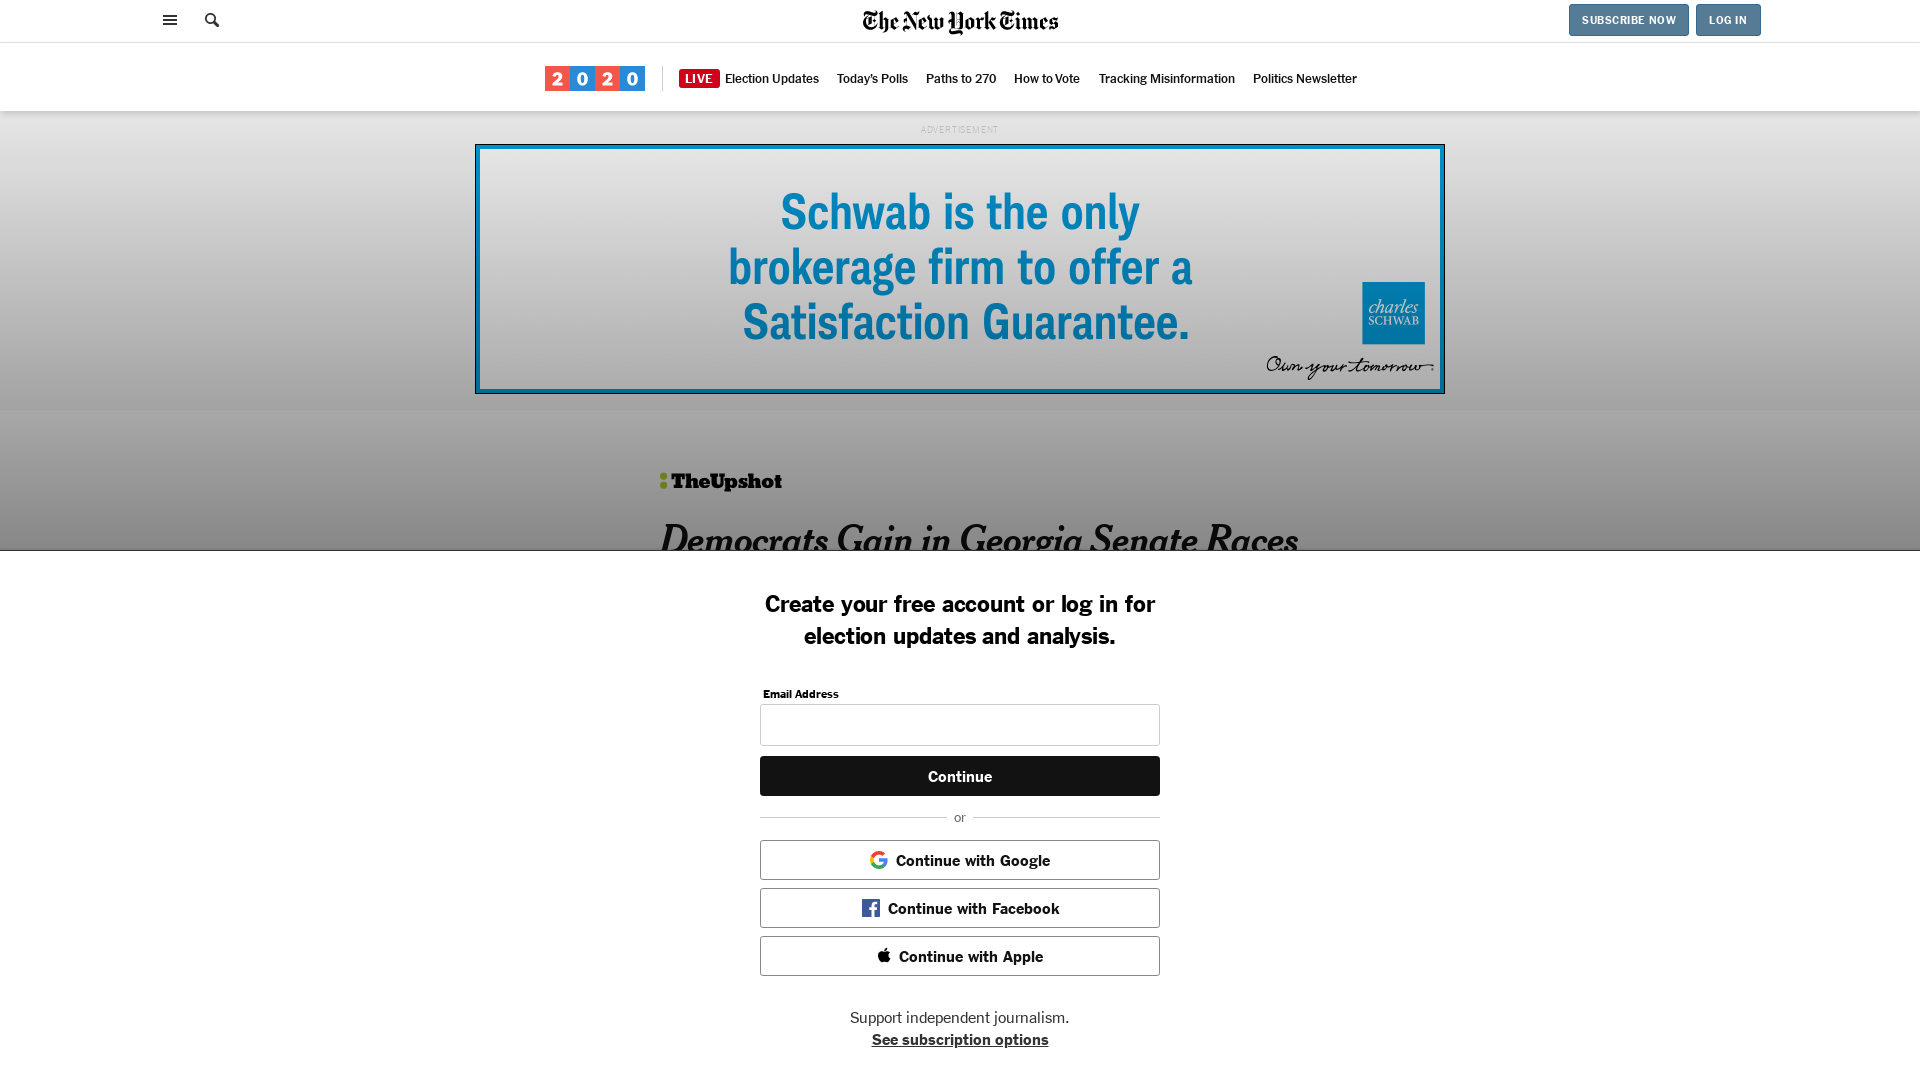 The New York Times
SUBSCRIBE NOW
LOG IN
2020
LIVE Election Updates Today's Polls Paths to 270 How to Vote Tracking Misinformation Politics Newsletter
ADVERTISEMENT
Schwab is the only
brokerage firm to offer a
Satisfaction Guarantee.
charles
SCHWAB
Own your tomorrow
TheUpshot
Democrats Gain in Georgia Senate Races
Create your free account or log in for
election updates and analysis.
Email Address
Continue
or
Continue with Google
Continue with Facebook
Continue with Apple
Support independent journalism.
See subscription options